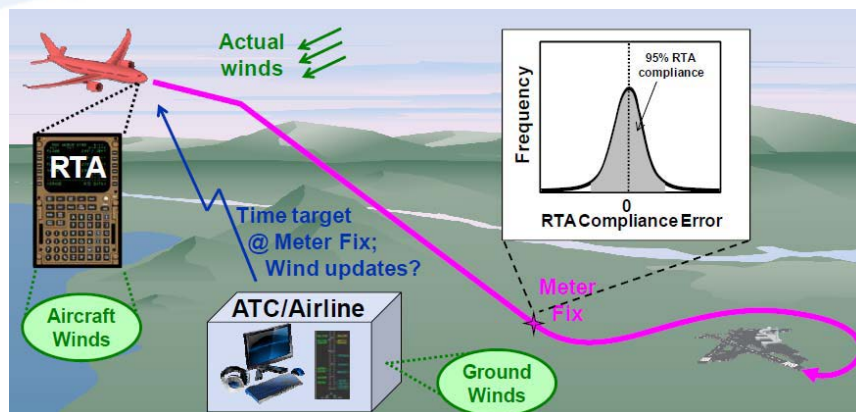 Actual
winds
95% RTA
compliance
Frequency
0
RTA Compliance Error
RTA
Time target
@ Meter Fix;
Wind updates?
Meter
Fix
ATC/Airline
Aircraft
Winds
Ground
Winds